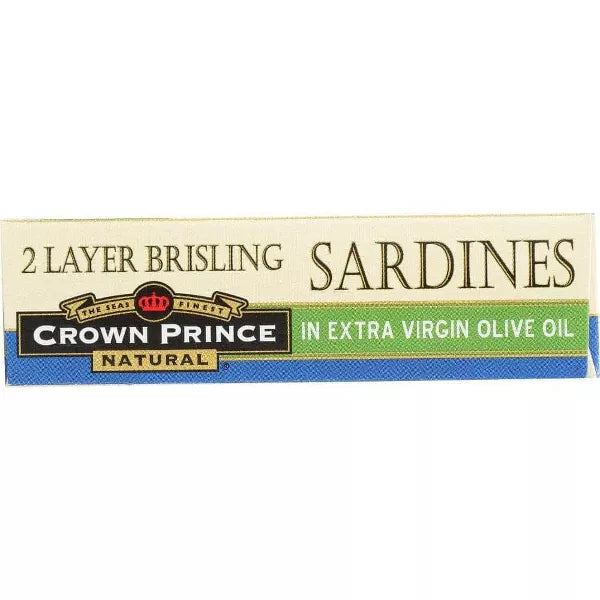 2 LAYER BRISLING SARDINES
THE SEAS FINEST
CROWN PRINCE
NATURAL®
IN EXTRA VIRGIN OLIVE OIL